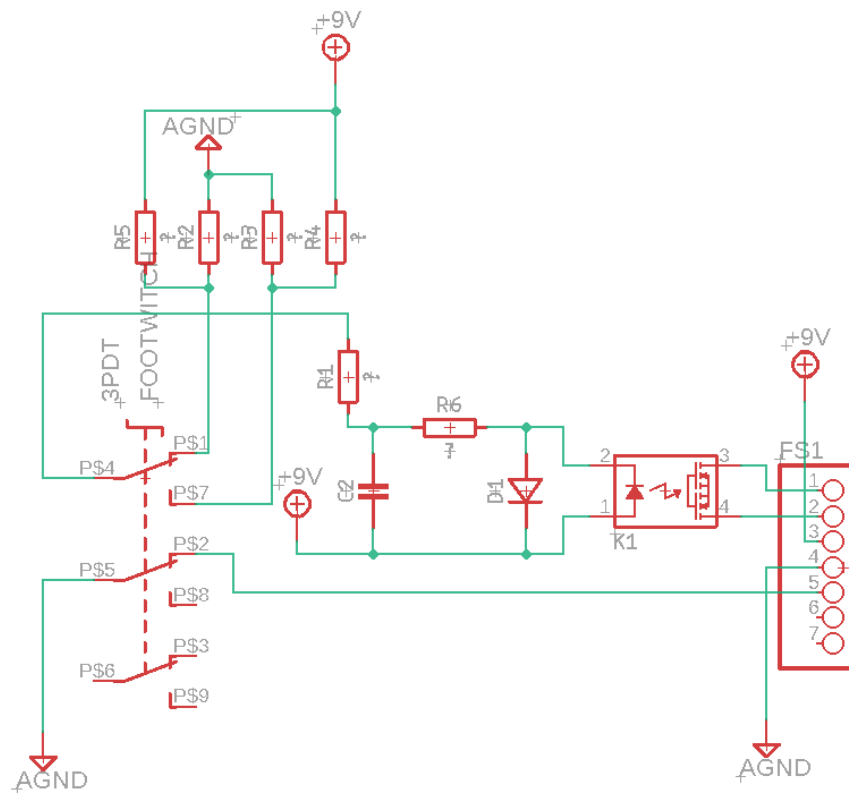 +9V
AGND
R5
R2
R3
R4
?
?
?
?
3PDT
FOOTWITCH
R1
?
R6
?
+9V
+9V
FS1
P$1
P$4
P$7
P$2
P$5
P$8
P$3
P$6
P$9
C2
D1
2
1
3
4
K1
1
2
3
4
5
6
7
AGND
AGND